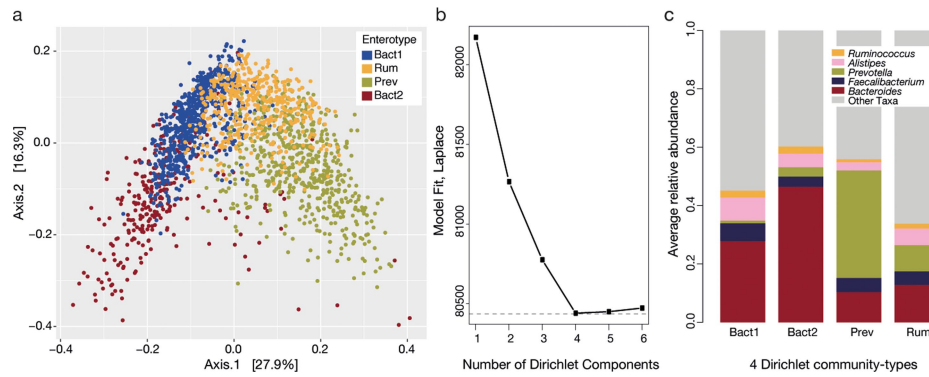 a
Enterotype
Bact1
Rum
Prev
Bact2
0.2
0.0
−0.2
−0.4
Axis.2 [16.3%]
−0.4
−0.2
0.0
0.2
0.4
Axis.1 [27.9%]
b
82000
81500
81000
80500
Model Fit, Laplace
1
2
3
4
5
6
Number of Dirichlet Components
c
1.0
0.8
0.6
0.4
0.2
0.0
Average relative abundance
Ruminococcus
Alistipes
Prevotella
Faecalibacterium
Bacteroides
Other Taxa
Bact1
Bact2
Prev
Rum
4 Dirichlet community-types